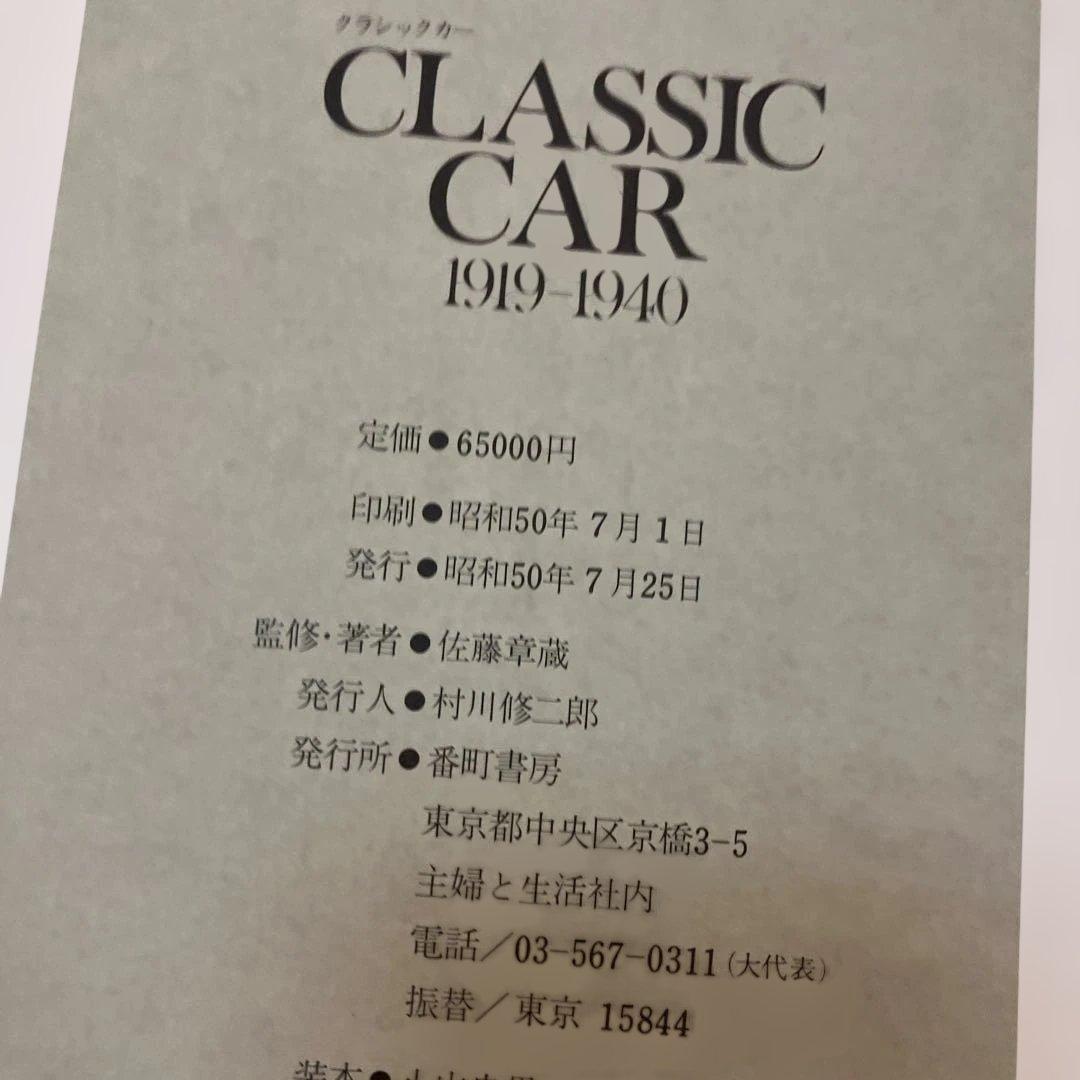 クラシックカー
CLASSIC
CAR
1919-1940
定価●65000円
印刷●昭和50年7月1日
発行●昭和50年7月25日
監修・著者●佐藤章蔵
発行人●村川修二郎
発行所●番町書房
東京都中央区京橋3-5
主婦と生活社内
電話／03-567-0311（大代表）
振替／東京 15844
装本●